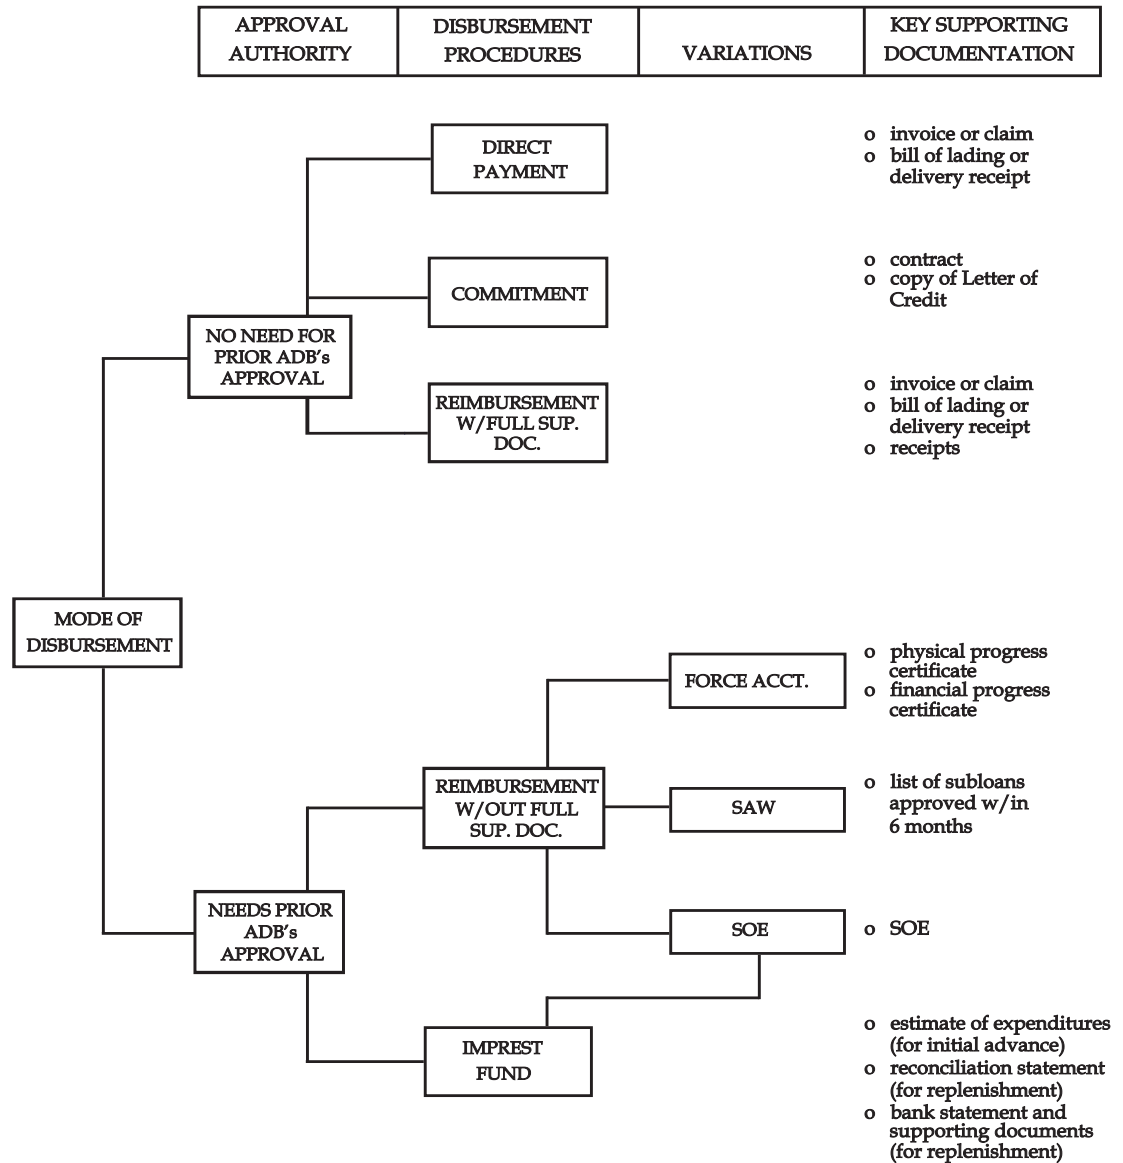 APPROVAL
AUTHORITY
DISBURSEMENT
PROCEDURES
VARIATIONS
KEY SUPPORTING
DOCUMENTATION
DIRECT
PAYMENT
o invoice or claim
o bill of lading or
delivery receipt
COMMITMENT
o contract
o copy of Letter of
Credit
NO NEED FOR
PRIOR ADB's
APPROVAL
REIMBURSEMENT
W/FULL SUP.
DOC.
o invoice or claim
o bill of lading or
delivery receipt
o receipts
MODE OF
DISBURSEMENT
FORCE ACCT.
o physical progress
certificate
o financial progress
certificate
REIMBURSEMENT
W/OUT FULL
SUP. DOC.
SAW
o list of subloans
approved w/in
6 months
NEEDS PRIOR
ADB's
APPROVAL
SOE
o SOE
IMPREST
FUND
o estimate of expenditures
(for initial advance)
o reconciliation statement
(for replenishment)
o bank statement and
supporting documents
(for replenishment)